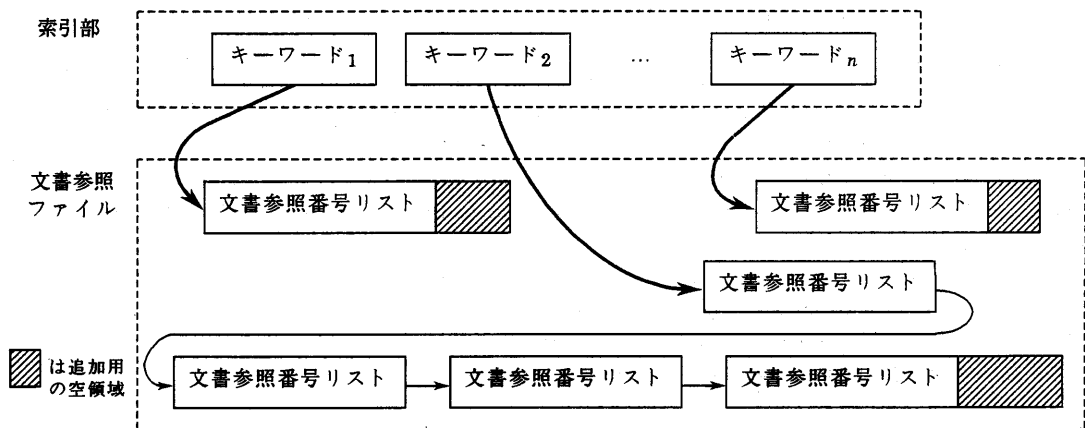 索引部
キーワード1 キーワード2 … キーワードn
文書参照
ファイル
文書参照番号リスト 文書参照番号リスト
文書参照番号リスト
文書参照番号リスト 文書参照番号リスト 文書参照番号リスト
は追加用
の空領域